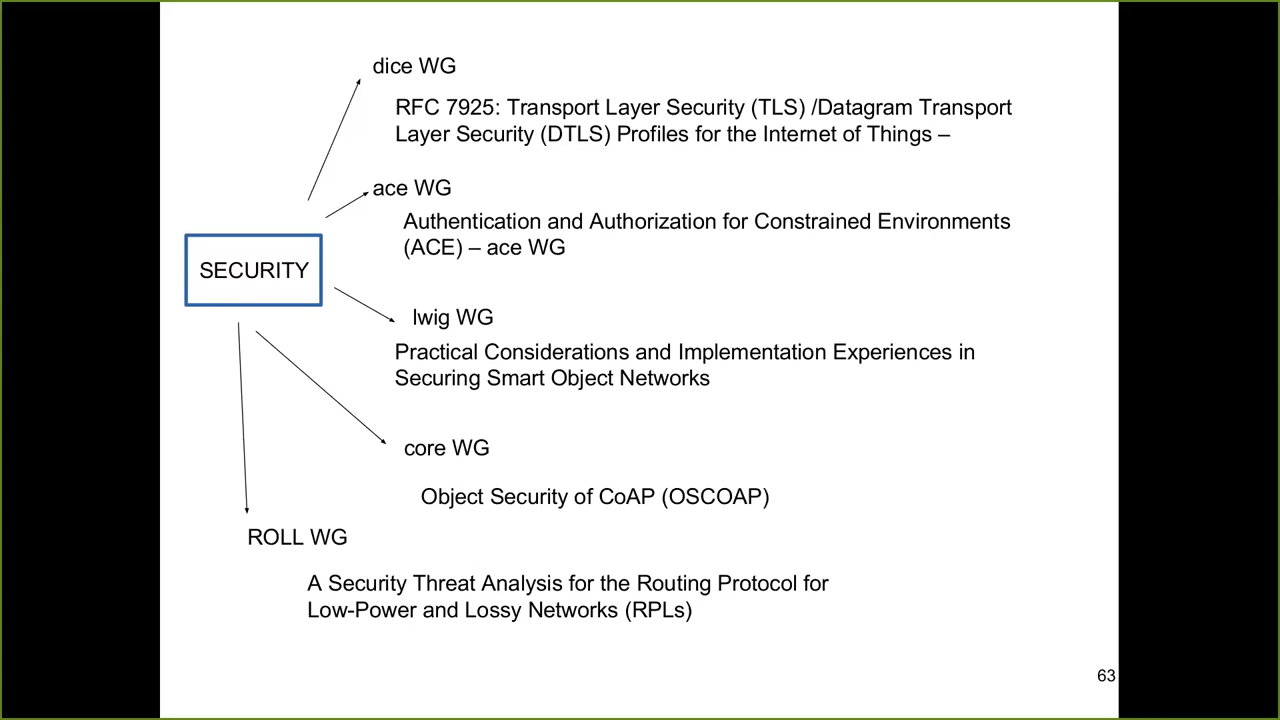 dice WG
RFC 7925: Transport Layer Security (TLS) /Datagram Transport
Layer Security (DTLS) Profiles for the Internet of Things –
ace WG
Authentication and Authorization for Constrained Environments
(ACE) – ace WG
SECURITY
lwig WG
Practical Considerations and Implementation Experiences in
Securing Smart Object Networks
core WG
Object Security of CoAP (OSCOAP)
ROLL WG
A Security Threat Analysis for the Routing Protocol for
Low-Power and Lossy Networks (RPLs)
63